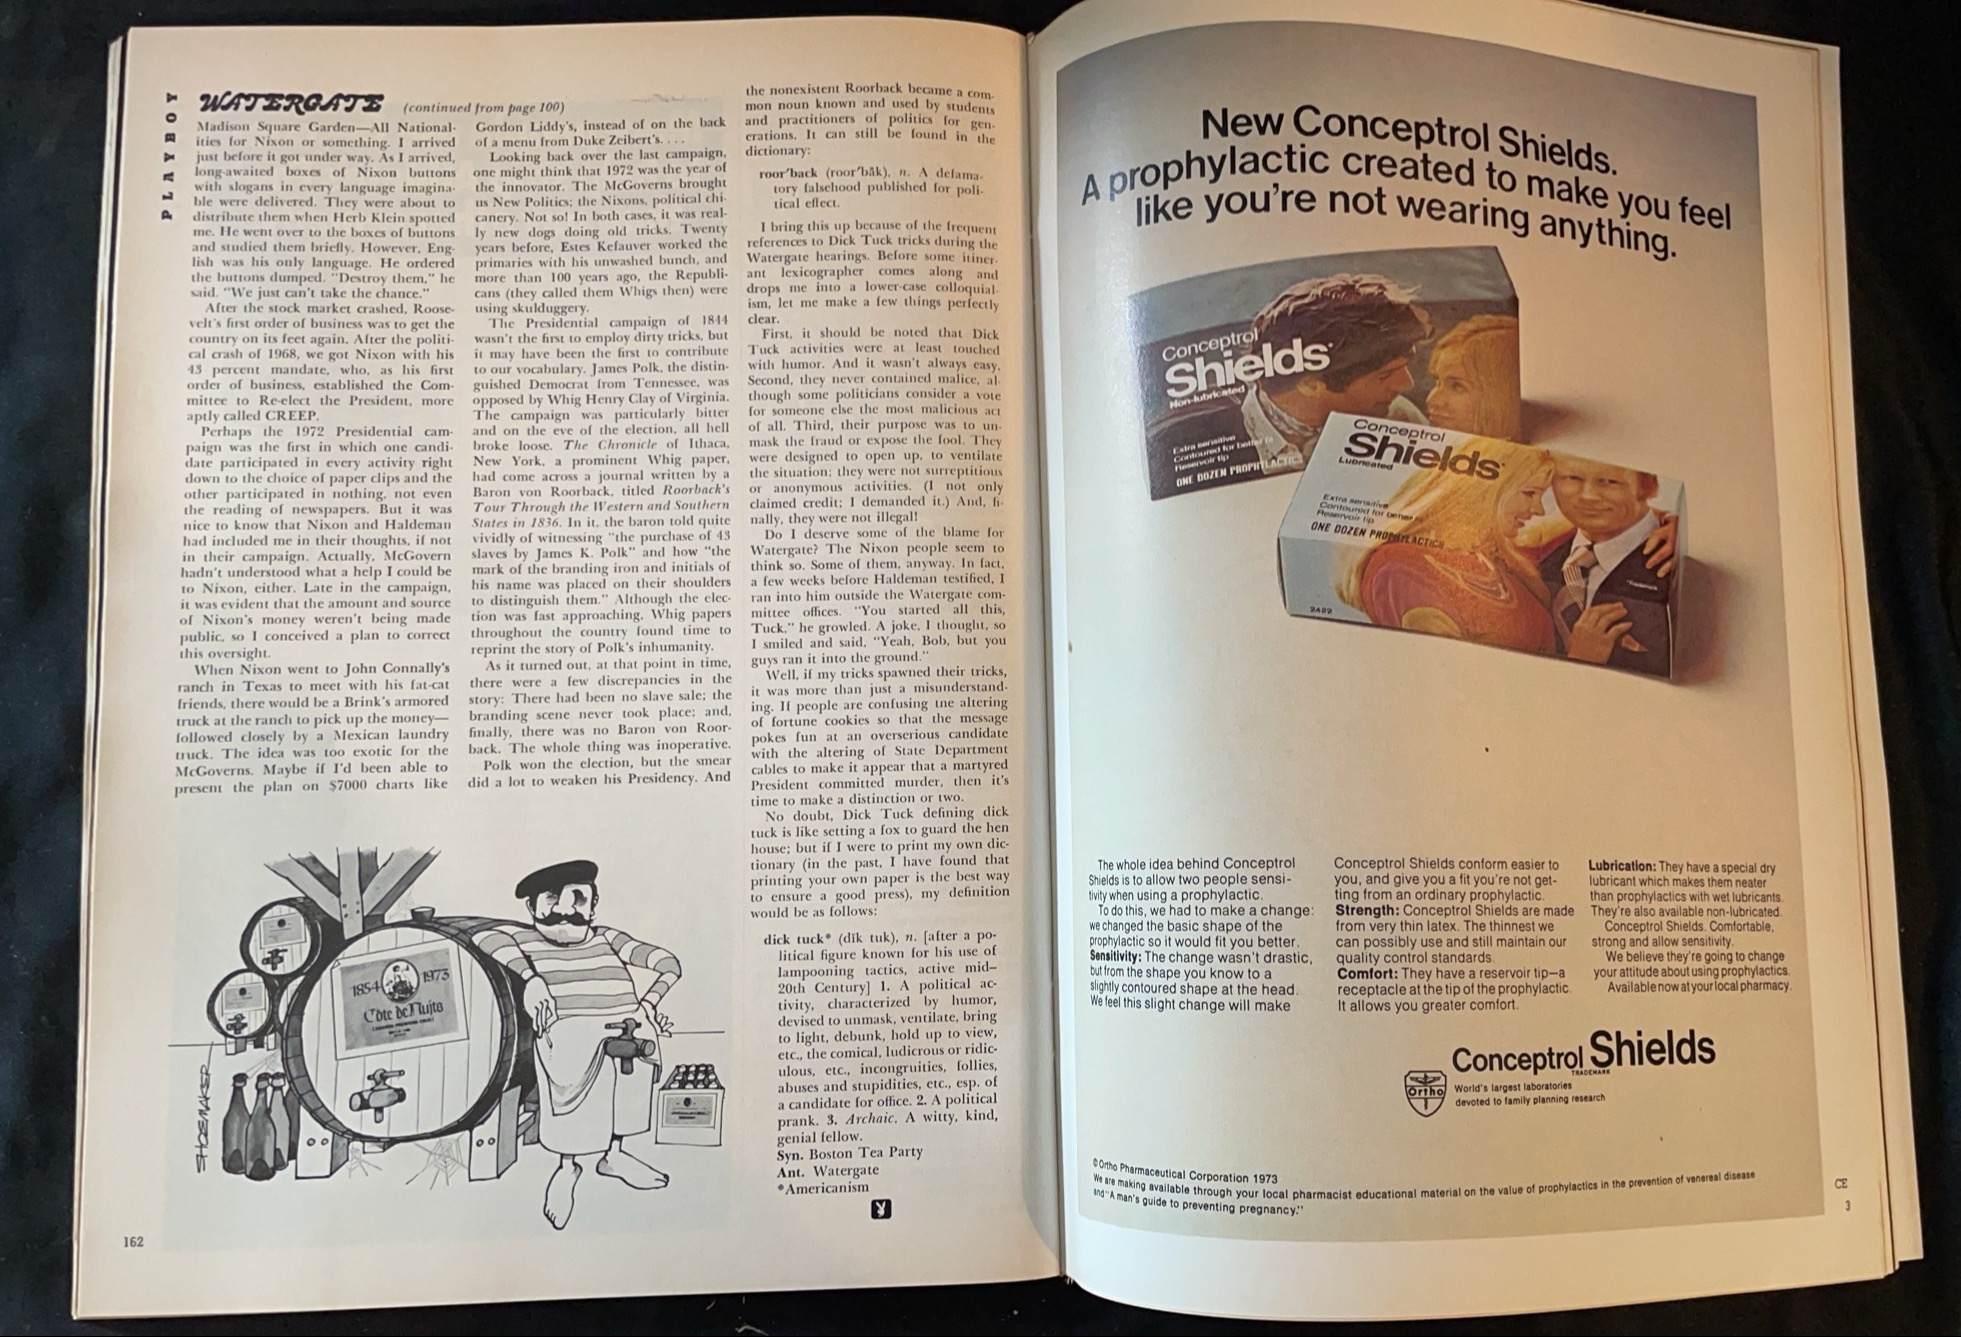 PLAYBOY
WATERGATE (continued from page 100)
Madison Square Garden—All National-
ities for Nixon or something. I arrived
just before it got under way. As I arrived,
long-awaited boxes of Nixon buttons
with slogans in every language imagina-
ble were delivered. They were about to
distribute them when Herb Klein spotted
me. He went over to the boxes of buttons
and studied them briefly. However, Eng-
lish was his only language. He ordered
the buttons dumped. "Destroy them," he
said. "We just can't take the chance."
After the stock market crashed, Roose-
velt's first order of business was to get the
country on its feet again. After the politi-
cal crash of 1968, we got Nixon with his
43 percent mandate, who, as his first
order of business, established the Com-
mittee to Re-elect the President, more
aptly called CREEP.
Perhaps the 1972 Presidential cam-
paign was the first in which one candi-
date participated in every activity right
down to the choice of paper clips and the
other participated in nothing, not even
the reading of newspapers. But it was
nice to know that Nixon and Haldeman
had included me in their thoughts, if not
in their campaign. Actually, McGovern
hadn't understood what a help I could be
to Nixon, either. Late in the campaign,
it was evident that the amount and source
of Nixon's money weren't being made
public, so I conceived a plan to correct
this oversight.
When Nixon went to John Connally's
ranch in Texas to meet with his fat-cat
friends, there would be a Brink's armored
truck at the ranch to pick up the money—
followed closely by a Mexican laundry
truck. The idea was too exotic for the
McGoverns. Maybe if I'd been able to
present the plan on $7000 charts like
Gordon Liddy's, instead of on the back
of a menu from Duke Zeibert's. . . .
Looking back over the last campaign,
one might think that 1972 was the year of
the innovator. The McGoverns brought
us New Politics; the Nixons, political chi-
canery. Not so! In both cases, it was real-
ly new dogs doing old tricks. Twenty
years before, Estes Kefauver worked the
primaries with his unwashed bunch, and
more than 100 years ago, the Republi-
cans (they called them Whigs then) were
using skulduggery.
The Presidential campaign of 1844
wasn't the first to employ dirty tricks, but
it may have been the first to contribute
to our vocabulary. James Polk, the distin-
guished Democrat from Tennessee, was
opposed by Whig Henry Clay of Virginia.
The campaign was particularly bitter
and on the eve of the election, all hell
broke loose. The Chronicle of Ithaca,
New York, a prominent Whig paper,
had come across a journal written by a
Baron von Roorback, titled Roorback's
Tour Through the Western and Southern
States in 1836. In it, the baron told quite
vividly of witnessing "the purchase of 43
slaves by James K. Polk" and how "the
mark of the branding iron and initials of
his name was placed on their shoulders
to distinguish them." Although the elec-
tion was fast approaching, Whig papers
throughout the country found time to
reprint the story of Polk's inhumanity.
As it turned out, at that point in time,
there were a few discrepancies in the
story: There had been no slave sale; the
branding scene never took place; and,
finally, there was no Baron von Roor-
back. The whole thing was inoperative.
Polk won the election, but the smear
did a lot to weaken his Presidency. And
the nonexistent Roorback became a com-
mon noun known and used by students
and practitioners of politics for gen-
erations. It can still be found in the
dictionary:
roor'back (roor'băk), n. A defama-
tory falsehood published for poli-
tical effect.
I bring this up because of the frequent
references to Dick Tuck tricks during the
Watergate hearings. Before some itiner-
ant lexicographer comes along and
drops me into a lower-case colloquial-
ism, let me make a few things perfectly
clear.
First, it should be noted that Dick
Tuck activities were at least touched
with humor. And it wasn't always easy.
Second, they never contained malice, al-
though some politicians consider a vote
for someone else the most malicious act
of all. Third, their purpose was to un-
mask the fraud or expose the fool. They
were designed to open up, to ventilate
the situation; they were not surreptitious
or anonymous activities. (I not only
claimed credit; I demanded it.) And, fi-
nally, they were not illegal!
Do I deserve some of the blame for
Watergate? The Nixon people seem to
think so. Some of them, anyway. In fact,
a few weeks before Haldeman testified, I
ran into him outside the Watergate com-
mittee offices. "You started all this,
Tuck," he growled. A joke, I thought, so
I smiled and said, "Yeah, Bob, but you
guys ran it into the ground."
Well, if my tricks spawned their tricks,
it was more than just a misunderstand-
ing. If people are confusing tne altering
of fortune cookies so that the message
pokes fun at an overserious candidate
with the altering of State Department
cables to make it appear that a martyred
President committed murder, then it's
time to make a distinction or two.
No doubt, Dick Tuck defining dick
tuck is like setting a fox to guard the hen
house; but if I were to print my own dic-
tionary (in the past, I have found that
printing your own paper is the best way
to ensure a good press), my definition
would be as follows:
dick tuck* (dĭk tuk), n. [after a po-
litical figure known for his use of
lampooning tactics, active mid–
20th Century] 1. A political ac-
tivity, characterized by humor,
devised to unmask, ventilate, bring
to light, debunk, hold up to view,
etc., the comical, ludicrous or ridic-
ulous, etc., incongruities, follies,
abuses and stupidities, etc., esp. of
a candidate for office. 2. A political
prank. 3. Archaic. A witty, kind,
genial fellow.
Syn. Boston Tea Party
Ant. Watergate
*Americanism
1854 1973
Côte de Nuits
SHOEMAKER
162
New Conceptrol Shields.
A prophylactic created to make you feel
like you're not wearing anything.
Conceptrol
Shields
Non-lubricated
Extra sensitive
Contoured for better fit
Reservoir tip
ONE DOZEN PROPHYLACTICS
Conceptrol
Shields
Lubricated
Extra sensitive
Contoured for better
Reservoir tip
ONE DOZEN PROPHYLACTICS
2422
The whole idea behind Conceptrol
Shields is to allow two people sensi-
tivity when using a prophylactic.
To do this, we had to make a change:
we changed the basic shape of the
prophylactic so it would fit you better.
Sensitivity: The change wasn't drastic,
but from the shape you know to a
slightly contoured shape at the head.
We feel this slight change will make
Conceptrol Shields conform easier to
you, and give you a fit you're not get-
ting from an ordinary prophylactic.
Strength: Conceptrol Shields are made
from very thin latex. The thinnest we
can possibly use and still maintain our
quality control standards.
Comfort: They have a reservoir tip—a
receptacle at the tip of the prophylactic.
It allows you greater comfort.
Lubrication: They have a special dry
lubricant which makes them neater
than prophylactics with wet lubricants.
They're also available non-lubricated.
Conceptrol Shields. Comfortable,
strong and allow sensitivity.
We believe they're going to change
your attitude about using prophylactics.
Available now at your local pharmacy.
Conceptrol Shields
TRADEMARK
Ortho
World's largest laboratories
devoted to family planning research
©Ortho Pharmaceutical Corporation 1973
We are making available through your local pharmacist educational material on the value of prophylactics in the prevention of venereal disease
and "A man's guide to preventing pregnancy."
CE
3